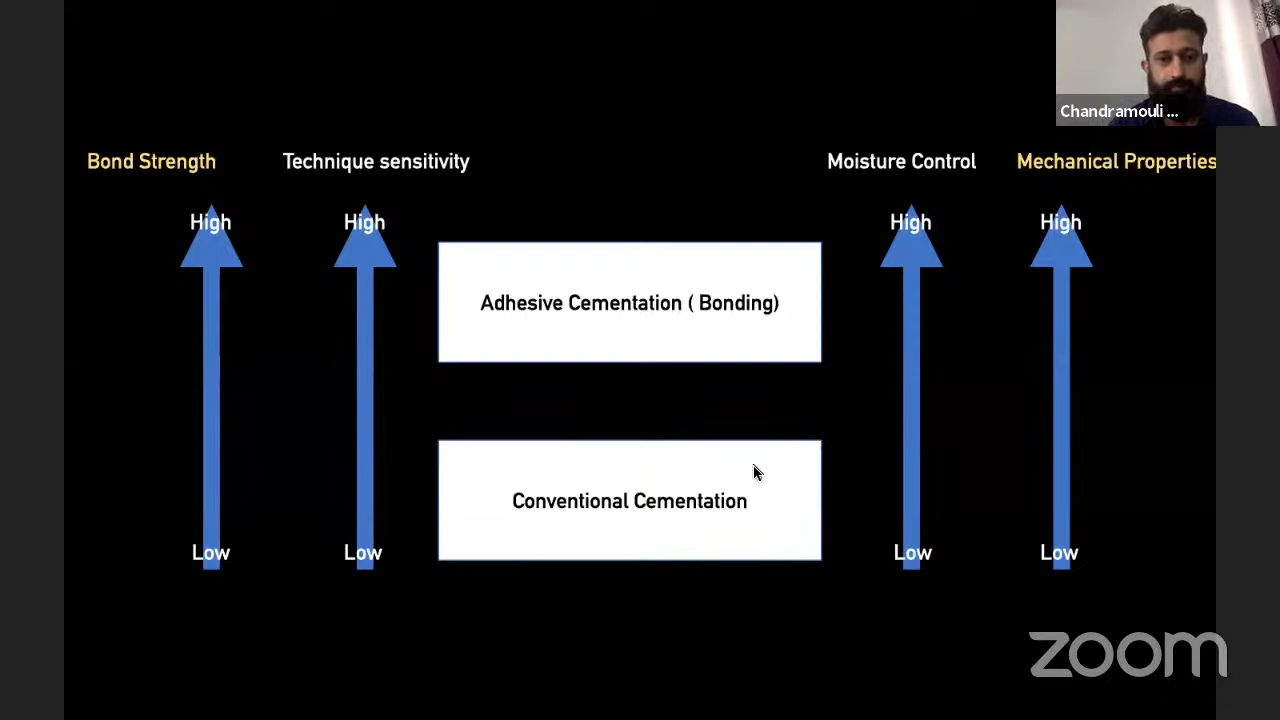 Chandramouli ...
Bond Strength
Technique sensitivity
Moisture Control
Mechanical Properties
High
High
High
High
Adhesive Cementation ( Bonding)
Conventional Cementation
Low
Low
Low
Low
zoom